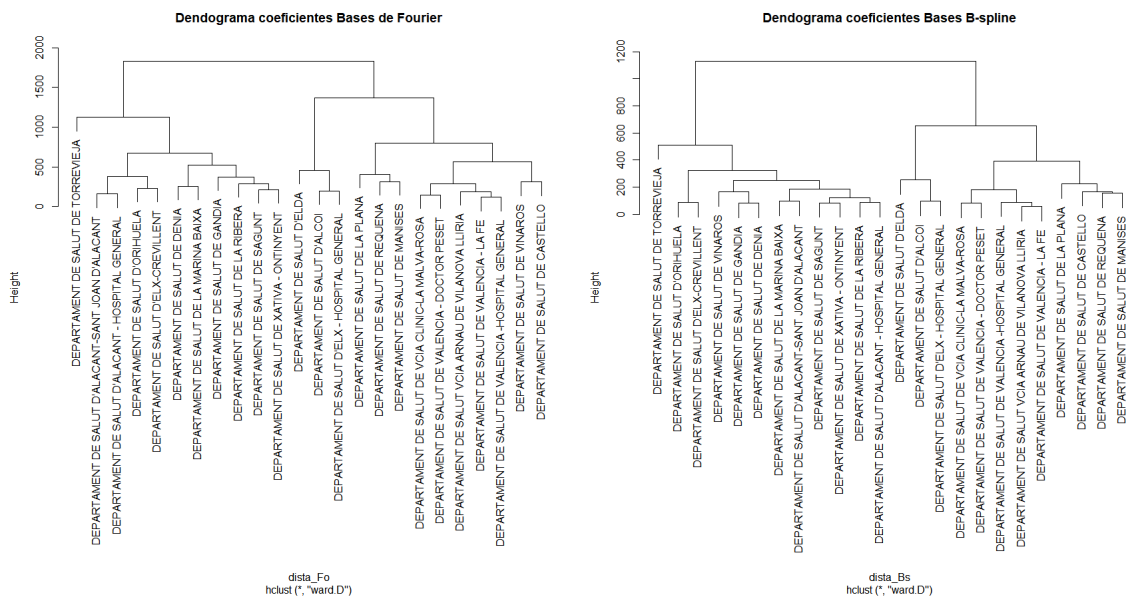 Dendograma coeficientes Bases de Fourier
Height
2000
1500
1000
500
0
DEPARTAMENT DE SALUT DE TORREVIEJA
DEPARTAMENT DE SALUT D'ALACANT-SANT JOAN D'ALACANT
DEPARTAMENT DE SALUT D'ALACANT - HOSPITAL GENERAL
DEPARTAMENT DE SALUT D'ORIHUELA
DEPARTAMENT DE SALUT D'ELX-CREVILLENT
DEPARTAMENT DE SALUT DE DENIA
DEPARTAMENT DE SALUT DE LA MARINA BAIXA
DEPARTAMENT DE SALUT DE GANDIA
DEPARTAMENT DE SALUT DE LA RIBERA
DEPARTAMENT DE SALUT DE SAGUNT
DEPARTAMENT DE SALUT DE XATIVA - ONTINYENT
DEPARTAMENT DE SALUT D'ELDA
DEPARTAMENT DE SALUT D'ALCOI
DEPARTAMENT DE SALUT D'ELX - HOSPITAL GENERAL
DEPARTAMENT DE SALUT DE LA PLANA
DEPARTAMENT DE SALUT DE REQUENA
DEPARTAMENT DE SALUT DE MANISES
DEPARTAMENT DE SALUT DE VCIA CLINIC-LA MALVA-ROSA
DEPARTAMENT DE SALUT DE VALENCIA - DOCTOR PESET
DEPARTAMENT DE SALUT VCIA ARNAU DE VILANOVA LLIRIA
DEPARTAMENT DE SALUT DE VALENCIA - LA FE
DEPARTAMENT DE SALUT DE VALENCIA -HOSPITAL GENERAL
DEPARTAMENT DE SALUT DE VINAROS
DEPARTAMENT DE SALUT DE CASTELLO
dista_Fo
hclust (*, "ward.D")
Dendograma coeficientes Bases B-spline
Height
1200
800
600
400
200
0
DEPARTAMENT DE SALUT DE TORREVIEJA
DEPARTAMENT DE SALUT D'ORIHUELA
DEPARTAMENT DE SALUT D'ELX-CREVILLENT
DEPARTAMENT DE SALUT DE VINAROS
DEPARTAMENT DE SALUT DE GANDIA
DEPARTAMENT DE SALUT DE DENIA
DEPARTAMENT DE SALUT DE LA MARINA BAIXA
DEPARTAMENT DE SALUT D'ALACANT-SANT JOAN D'ALACANT
DEPARTAMENT DE SALUT DE SAGUNT
DEPARTAMENT DE SALUT DE XATIVA - ONTINYENT
DEPARTAMENT DE SALUT DE LA RIBERA
DEPARTAMENT DE SALUT D'ALACANT - HOSPITAL GENERAL
DEPARTAMENT DE SALUT D'ELDA
DEPARTAMENT DE SALUT D'ALCOI
DEPARTAMENT DE SALUT D'ELX - HOSPITAL GENERAL
DEPARTAMENT DE SALUT DE VCIA CLINIC-LA MALVA-ROSA
DEPARTAMENT DE SALUT DE VALENCIA - DOCTOR PESET
DEPARTAMENT DE SALUT DE VALENCIA -HOSPITAL GENERAL
DEPARTAMENT DE SALUT VCIA ARNAU DE VILANOVA LLIRIA
DEPARTAMENT DE SALUT DE VALENCIA - LA FE
DEPARTAMENT DE SALUT DE LA PLANA
DEPARTAMENT DE SALUT DE CASTELLO
DEPARTAMENT DE SALUT DE REQUENA
DEPARTAMENT DE SALUT DE MANISES
dista_Bs
hclust (*, "ward.D")